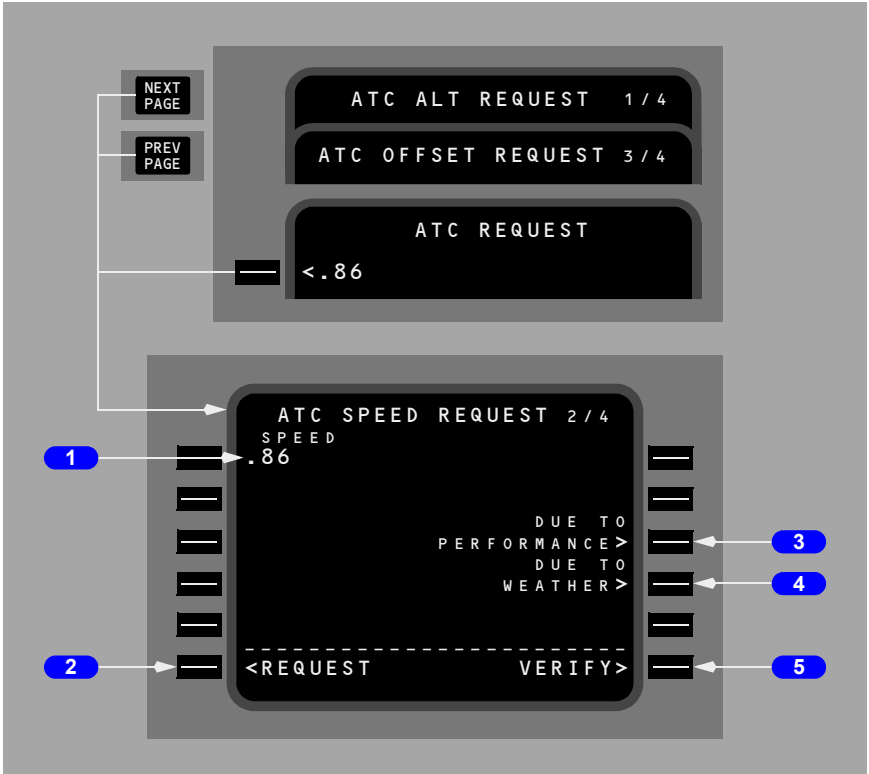 NEXT
PAGE
ATC ALT REQUEST 1/4
PREV
PAGE
ATC OFFSET REQUEST 3/4
ATC REQUEST
<.86
ATC SPEED REQUEST 2/4
SPEED
1
.86
DUE TO
PERFORMANCE>
3
DUE TO
WEATHER>
4
------------------------
2
<REQUEST VERIFY>
5